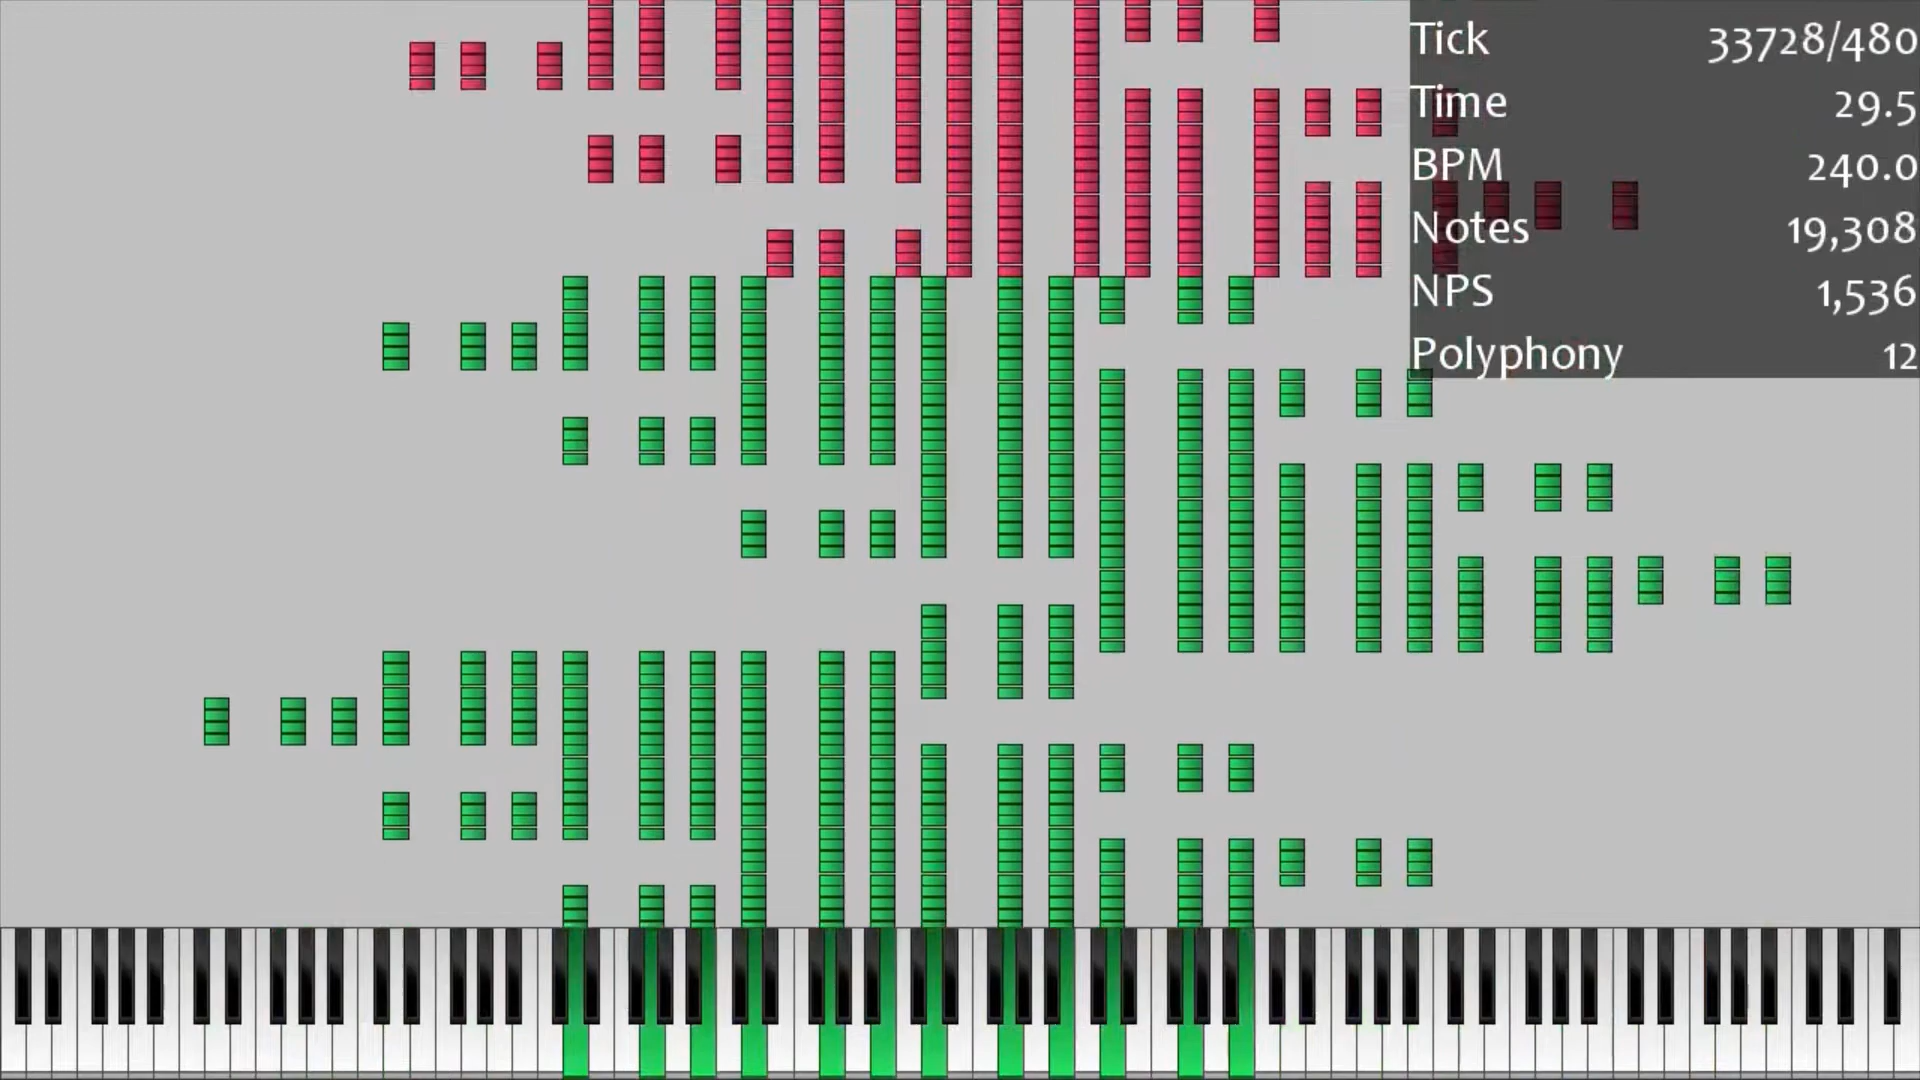 Tick 33728/480
Time 29.5
BPM 240.0
Notes 19,308
NPS 1,536
Polyphony 12